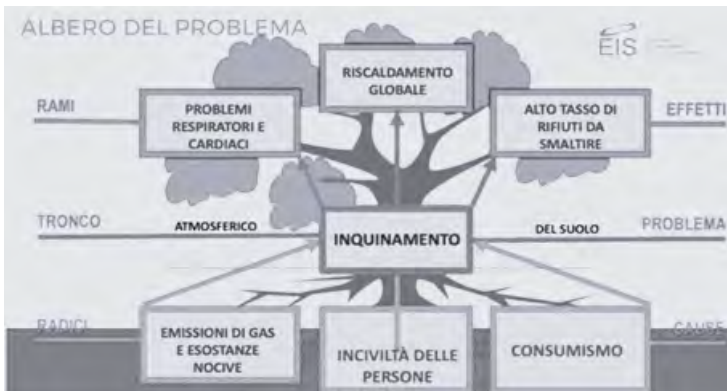 ALBERO DEL PROBLEMA
EIS
RISCALDAMENTO
GLOBALE
RAMI
PROBLEMI
RESPIRATORI E
CARDIACI
ALTO TASSO DI
RIFIUTI DA
SMALTIRE
EFFETTI
TRONCO
ATMOSFERICO
INQUINAMENTO
DEL SUOLO
PROBLEMA
RADICI
EMISSIONI DI GAS
E ESOSTANZE
NOCIVE
INCIVILTÀ DELLE
PERSONE
CONSUMISMO
CAUSE